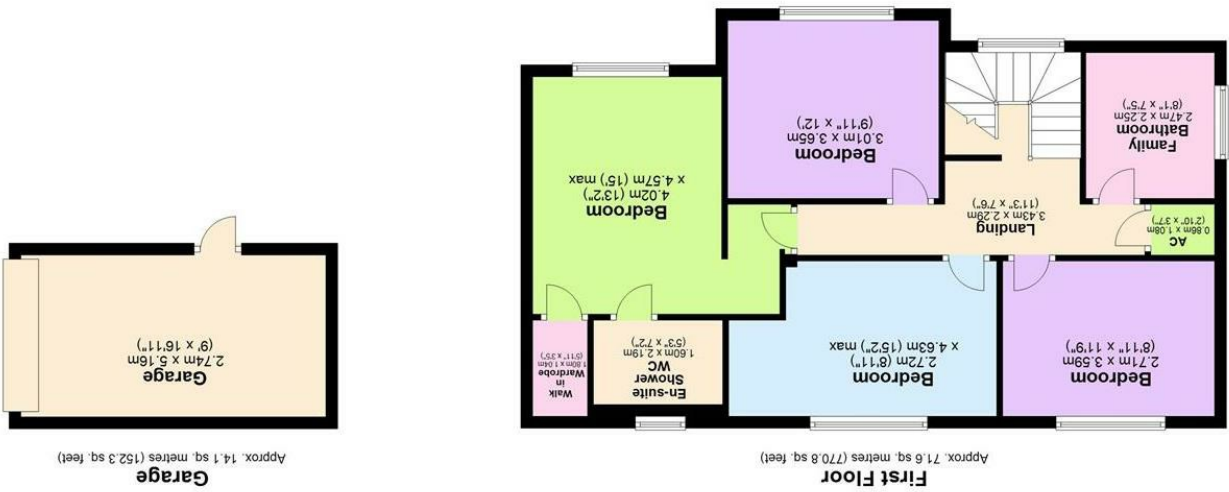 First Floor
Approx. 71.6 sq. metres (770.8 sq. feet)
Bedroom
2.71m x 3.59m
(8'11" x 11'9")
Bedroom
2.72m (8'11")
x 4.63m (15'2") max
En-suite
Shower
WC
1.60m x 2.19m
(5'3" x 7'2")
Walk
in
Wardrobe
1.80m x 1.04m
(5'11" x 3'5")
AC
0.86m x 1.08m
(2'10" x 3'7")
Landing
3.43m x 2.29m
(11'3" x 7'6")
Bedroom
4.02m (13'2")
x 4.57m (15') max
Family
Bathroom
2.47m x 2.25m
(8'1" x 7'5")
Bedroom
3.01m x 3.65m
(9'11" x 12')
Garage
Approx. 14.1 sq. metres (152.3 sq. feet)
Garage
2.74m x 5.16m
(9' x 16'11")